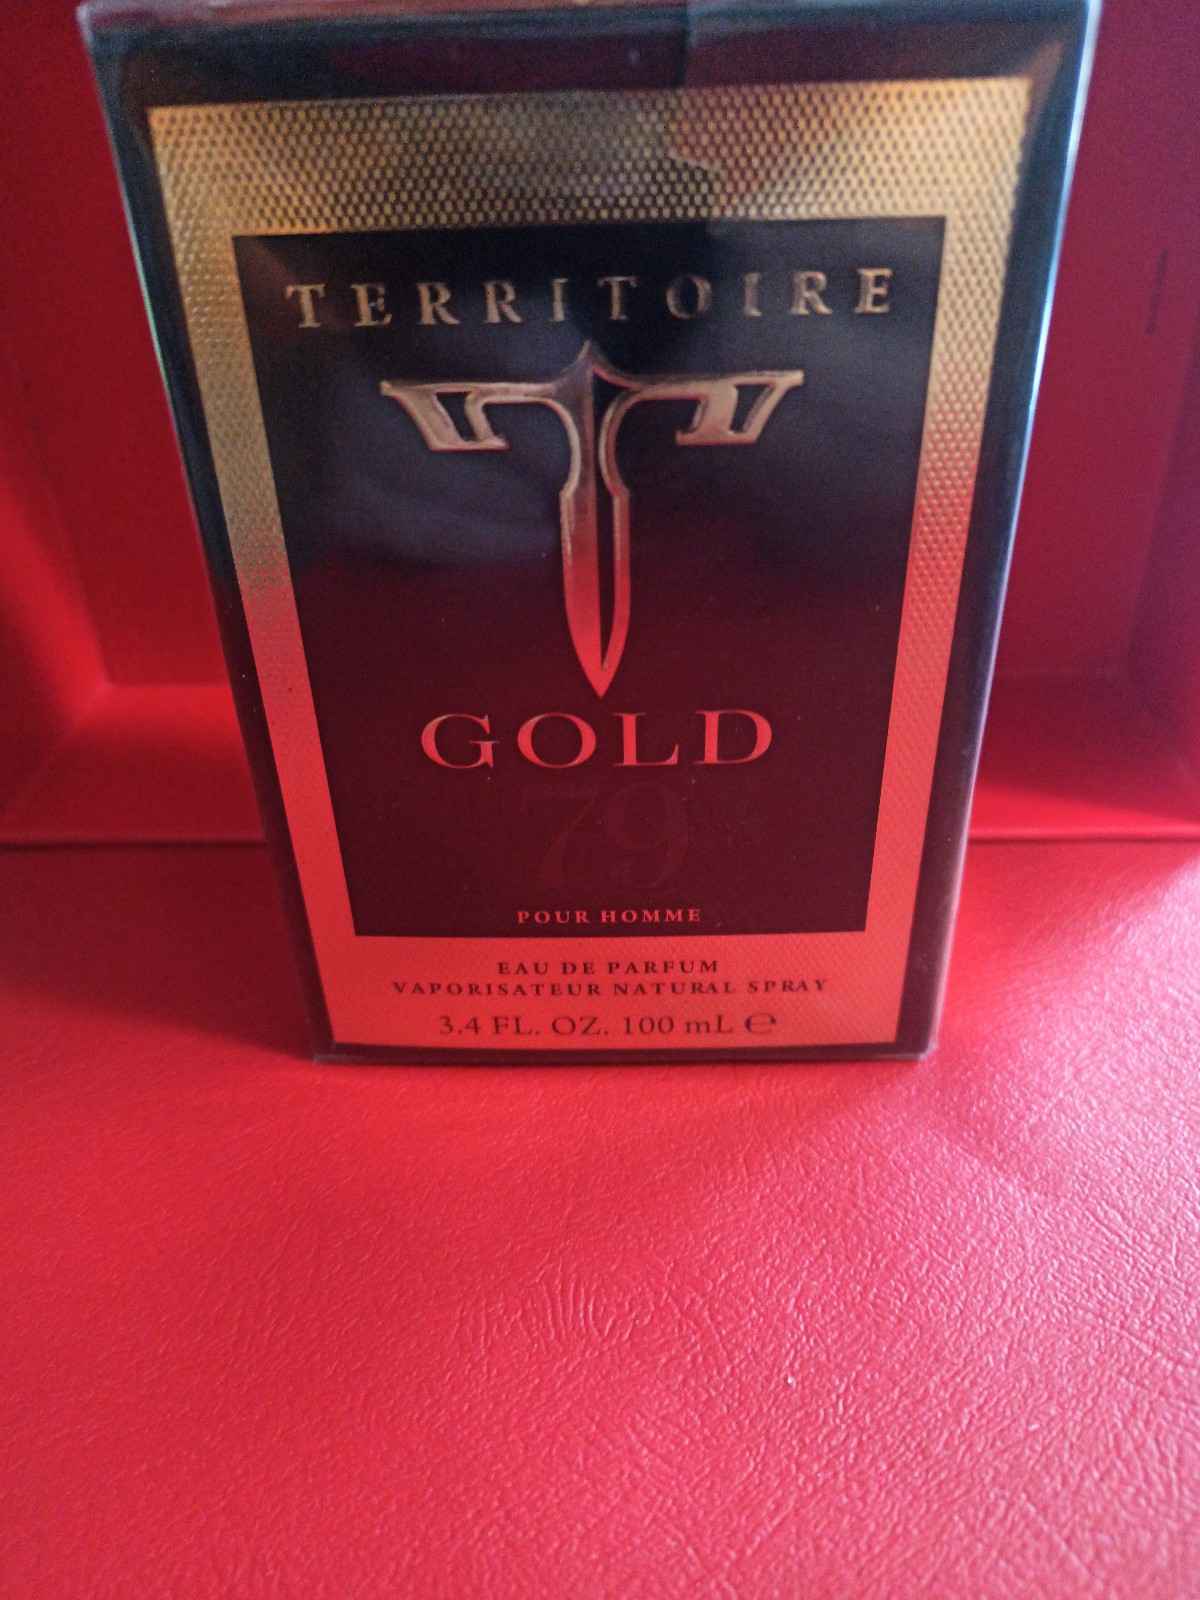 TERRITOIRE
GOLD
79
POUR HOMME
EAU DE PARFUM
VAPORISATEUR NATURAL SPRAY
3.4 FL. OZ. 100 mL ℮